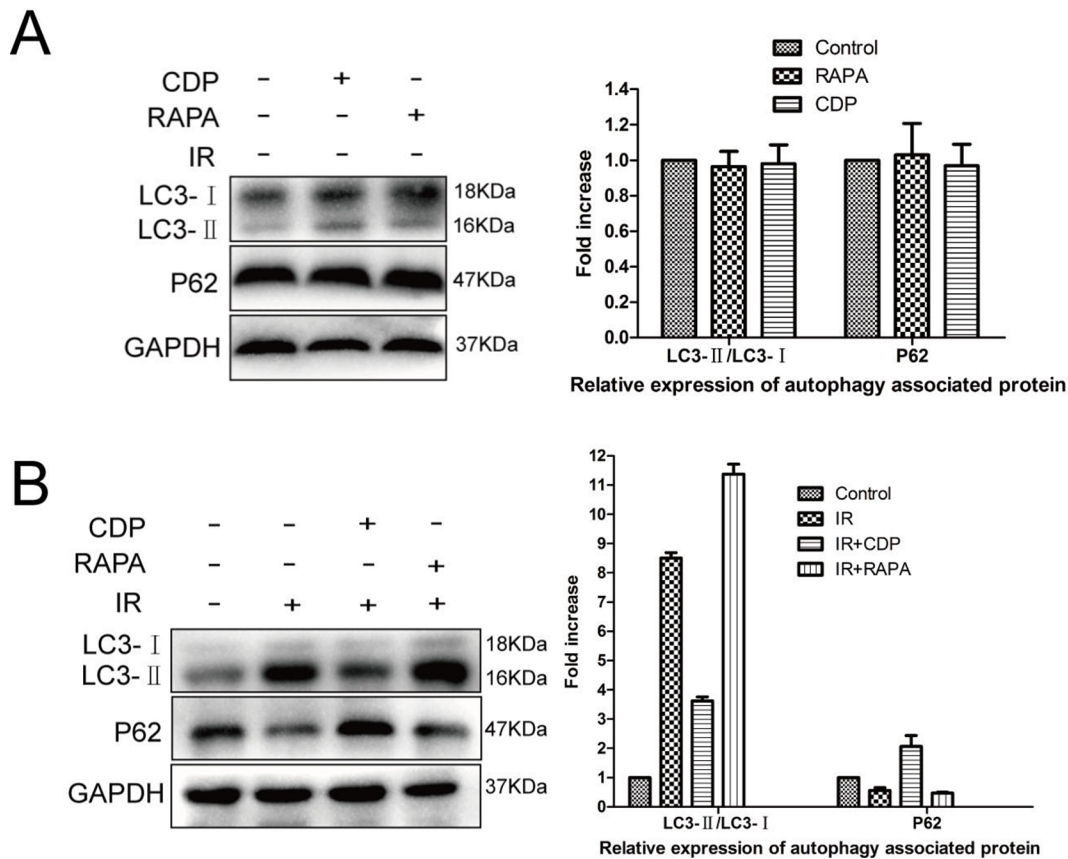 A
CDP - + -
RAPA - - +
IR - - -
LC3-Ⅰ 18KDa
LC3-Ⅱ 16KDa
P62 47KDa
GAPDH 37KDa
Control
RAPA
CDP
1.4
1.2
1.0
0.8
0.6
0.4
0.2
0.0
Fold increase
LC3-Ⅱ/LC3-Ⅰ P62
Relative expression of autophagy associated protein
B
CDP - - + -
RAPA - - - +
IR - + + +
LC3-Ⅰ 18KDa
LC3-Ⅱ 16KDa
P62 47KDa
GAPDH 37KDa
12
11
10
9
8
7
6
5
4
3
2
1
0
Fold increase
Control
IR
IR+CDP
IR+RAPA
LC3-Ⅱ/LC3-Ⅰ P62
Relative expression of autophagy associated protein